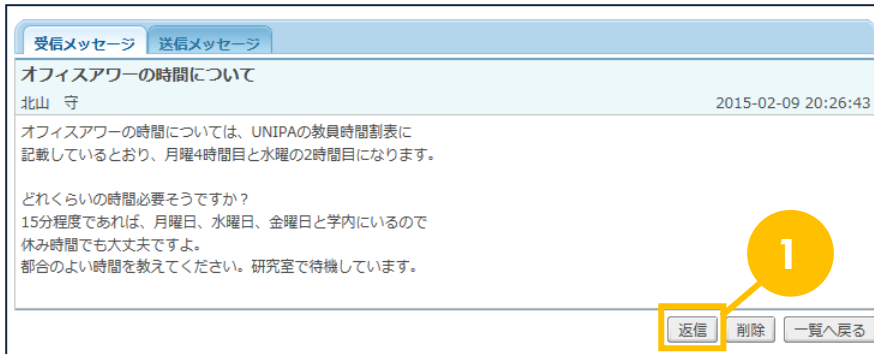 受信メッセージ 送信メッセージ
オフィスアワーの時間について
北山 守 2015-02-09 20:26:43
オフィスアワーの時間については、UNIPAの教員時間割表に
記載しているとおり、月曜4時間目と水曜の2時間目になります。
どれくらいの時間必要そうですか？
15分程度であれば、月曜日、水曜日、金曜日と学内にいるので
休み時間でも大丈夫ですよ。
都合のよい時間を教えてください。研究室で待機しています。
1
返信 削除 一覧へ戻る